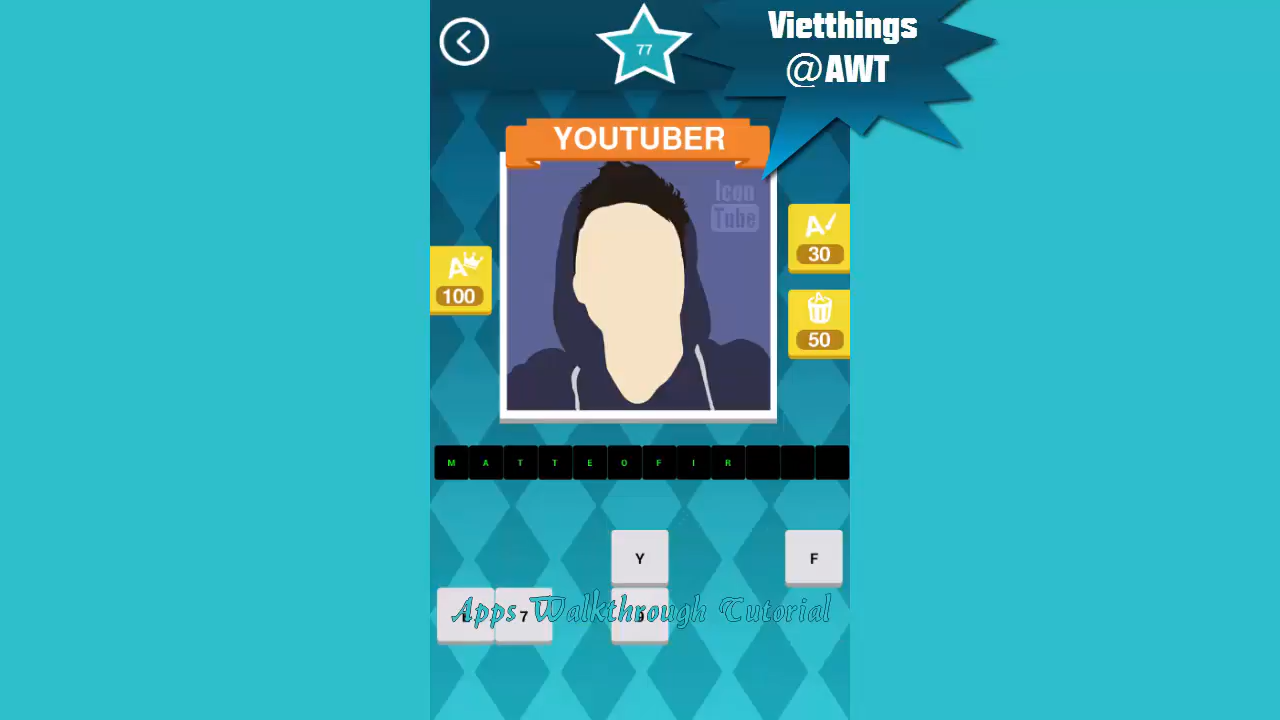 77
Vietthings
@AWT
YOUTUBER
Icon
Tube
A
30
A
100
A
50
M A T T E O F I R
Y F
7
Apps Walkthrough Tutorial